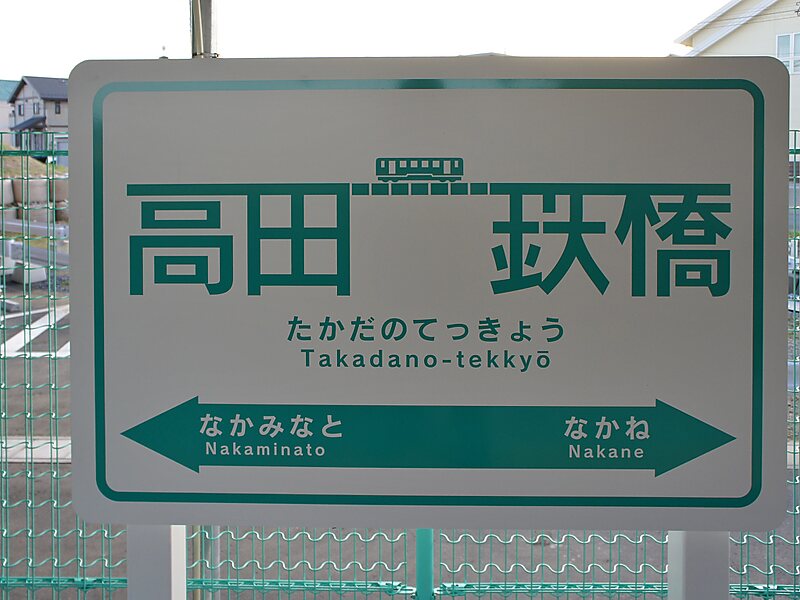 高田の鉄橋
たかだのてっきょう
Takadano-tekkyō
なかみなと
Nakaminato
なかね
Nakane